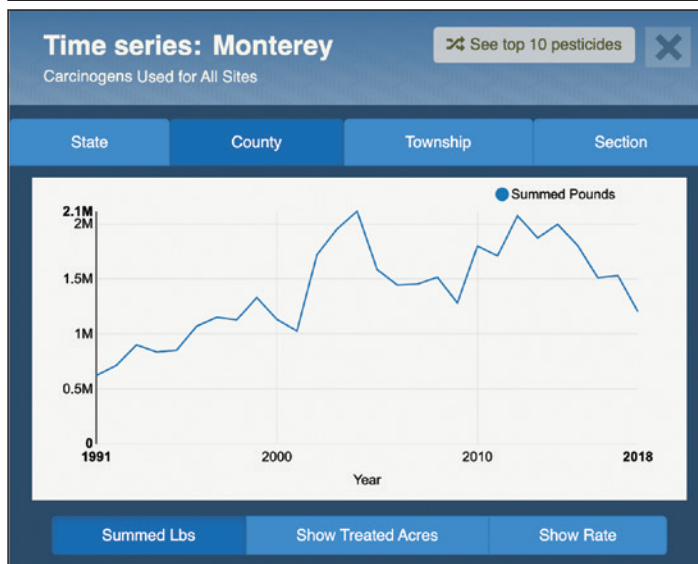 Time series: Monterey
See top 10 pesticides
Carcinogens Used for All Sites
State County Township Section
Summed Pounds
2.1M
2M
1.5M
1M
0.5M
0
1991 2000 2010 2018
Year
Summed Lbs Show Treated Acres Show Rate